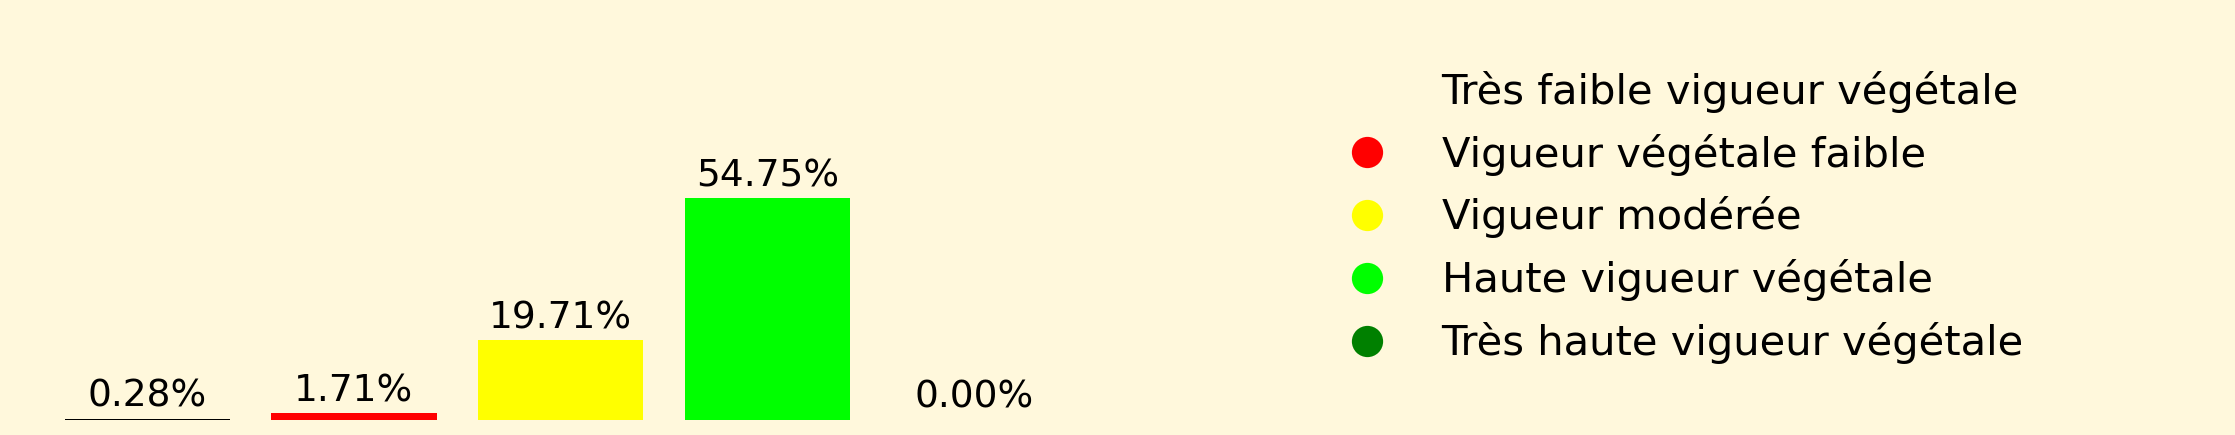 0.28%
1.71%
19.71%
54.75%
0.00%
Très faible vigueur végétale
Vigueur végétale faible
Vigueur modérée
Haute vigueur végétale
Très haute vigueur végétale